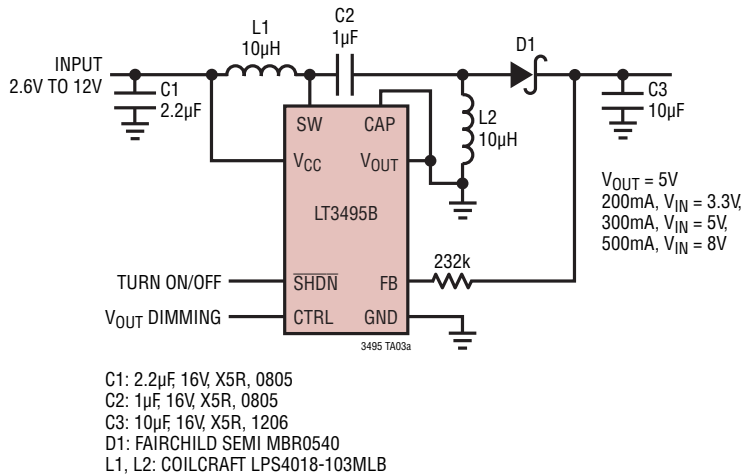 L1
10µH
C2
1µF
D1
INPUT
2.6V TO 12V
C1
2.2µF
C3
10µF
L2
10µH
SW
CAP
VCC
VOUT
LT3495B
VOUT = 5V
200mA, VIN = 3.3V,
300mA, VIN = 5V,
500mA, VIN = 8V
232k
TURN ON/OFF
SHDN
FB
VOUT DIMMING
CTRL
GND
3495 TA03a
C1: 2.2µF, 16V, X5R, 0805
C2: 1µF, 16V, X5R, 0805
C3: 10µF, 16V, X5R, 1206
D1: FAIRCHILD SEMI MBR0540
L1, L2: COILCRAFT LPS4018-103MLB